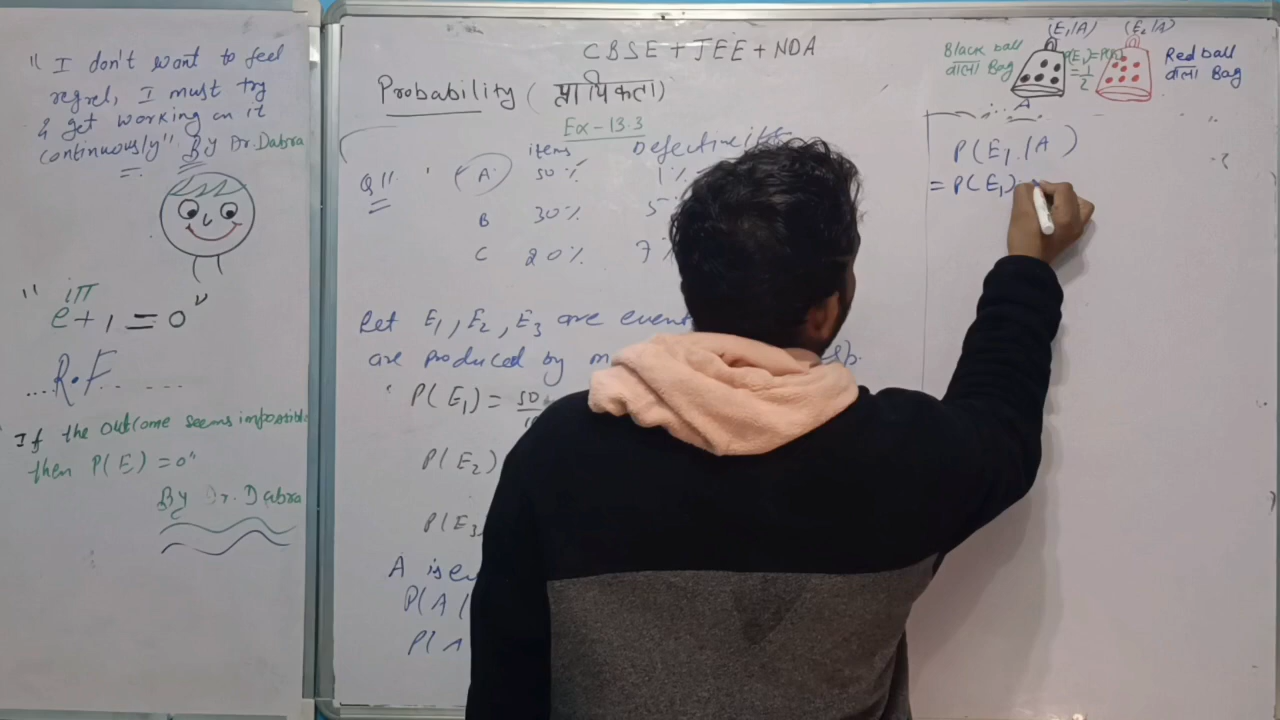 " I don't want to feel
regret, I must try
& get working on it
continuously" By Dr. Dabra
" e^iπ + 1 = 0 "
...R.F... ...
If the outcome seems impossible
then P(E) = 0"
By Dr. Dabra
CBSE + JEE + NDA
Probability ( प्रायिकता )
Ex-13.3
items Defective
Q11 A 50% 1%
B 30% 5
C 20% 7%
Let E₁, E₂, E₃ are event
are produced by m
P(E₁) = 50
P(E₂)
P(E₃
A is
P(A (
P(A
(E₁/A) (E₂/A)
Black ball
वाला Bag
= 1/2
Red ball
वाला Bag
A
P(E₁/A)
= P(E₁)